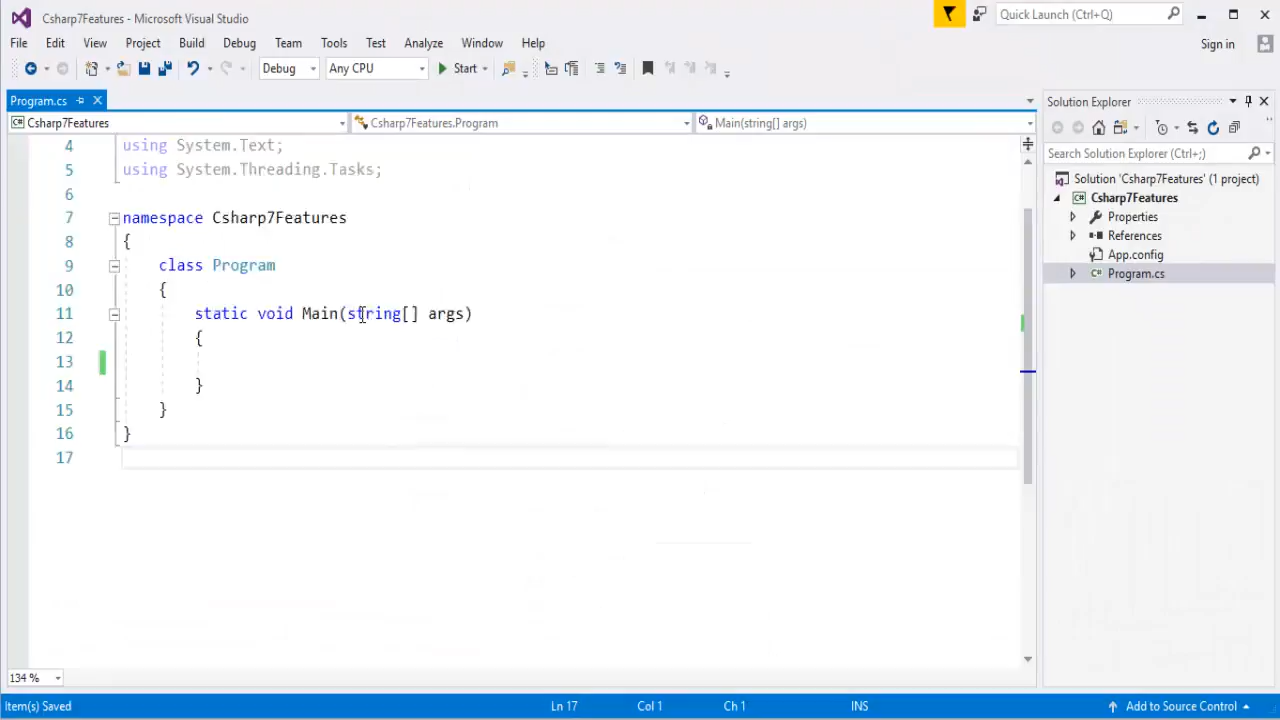 Csharp7Features - Microsoft Visual Studio
Quick Launch (Ctrl+Q)
File Edit View Project Build Debug Team Tools Test Analyze Window Help
Sign in
Debug Any CPU Start
Program.cs
Solution Explorer
Csharp7Features Csharp7Features.Program Main(string[] args)
Search Solution Explorer (Ctrl+;)
4 using System.Text;
5 using System.Threading.Tasks;
6
7 namespace Csharp7Features
8 {
9 class Program
10 {
11 static void Main(string[] args)
12 {
13
14 }
15 }
16 }
17
Solution 'Csharp7Features' (1 project)
Csharp7Features
Properties
References
App.config
Program.cs
134 %
Item(s) Saved Ln 17 Col 1 Ch 1 INS Add to Source Control